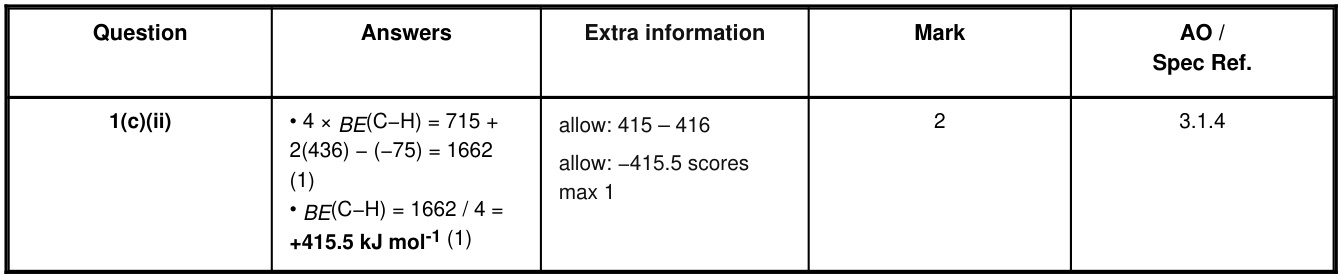 Question
Answers
Extra information
Mark
AO /
Spec Ref.
1(c)(ii)
• 4 × BE(C−H) = 715 +
2(436) − (−75) = 1662
(1)
• BE(C−H) = 1662 / 4 =
+415.5 kJ mol⁻¹ (1)
allow: 415 – 416
allow: −415.5 scores
max 1
2
3.1.4